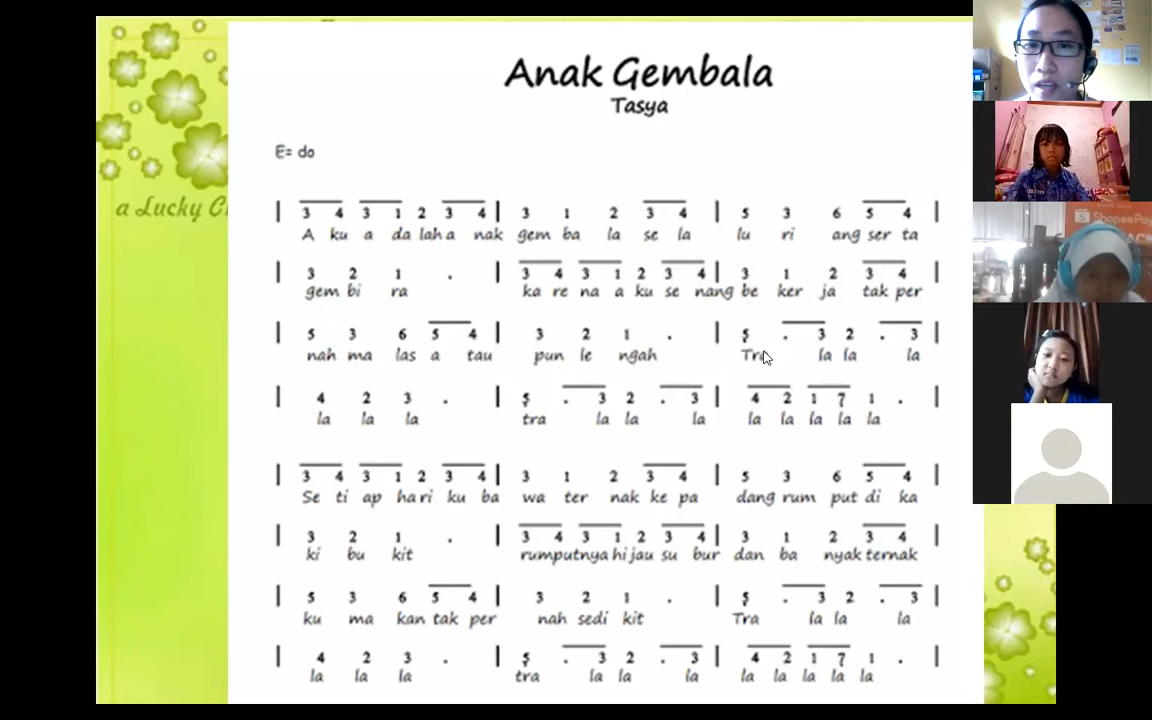 Anak Gembala
Tasya
E= do
a Lucky
| 3 4 3 1 2 3 4 | 3 1 2 3 4 | 5 3 6 5 4 |
A ku a da lah a nak gem ba la se la lu ri ang ser ta
| 3 2 1 . | 3 4 3 1 2 3 4 | 3 1 2 3 4 |
gem bi ra ka re na a ku se nang be ker ja tak per
| 5 3 6 5 4 | 3 2 1 . | 5 . 3 2 . 3 |
nah ma las a tau pun le ngah Tra la la la
| 4 2 3 . | 5 . 3 2 . 3 | 4 2 1 7 1 . |
la la la tra la la la la la la la la
| 3 4 3 1 2 3 4 | 3 1 2 3 4 | 5 3 6 5 4 |
Se ti ap ha ri ku ba wa ter nak ke pa dang rum put di ka
| 3 2 1 . | 3 4 3 1 2 3 4 | 3 1 2 3 4 |
ki bu kit rumputnya hi jau su bur dan ba nyak ternak
| 5 3 6 5 4 | 3 2 1 . | 5 . 3 2 . 3 |
ku ma kan tak per nah sedi kit Tra la la la
| 4 2 3 . | 5 . 3 2 . 3 | 4 2 1 7 1 . |
la la la tra la la la la la la la la
ShopeePay